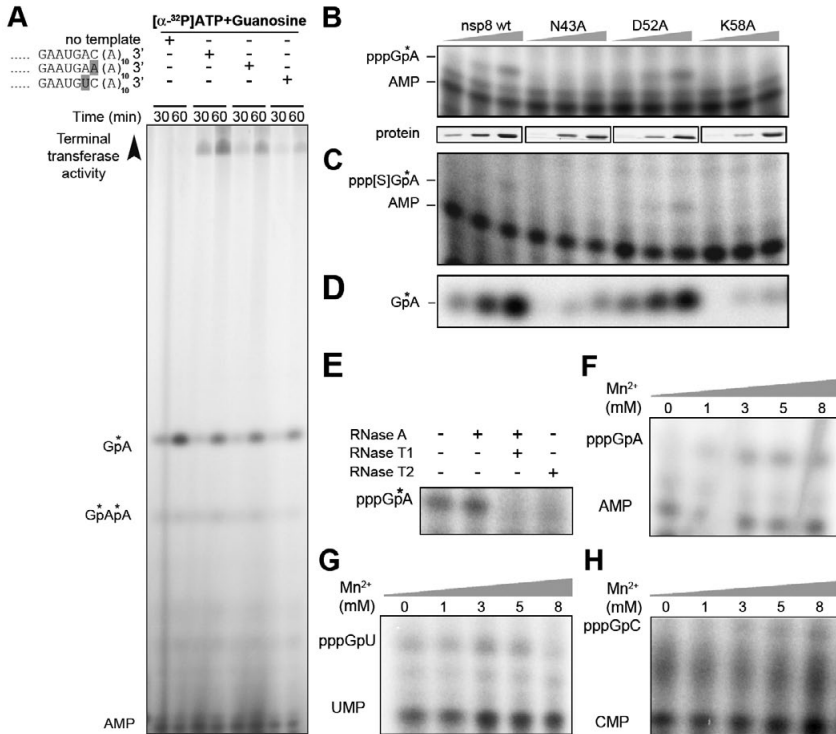 A
[α-³²P]ATP+Guanosine
no template + - - -
..... GAAUGAC(A)₁₀ 3' - + - -
..... GAAUGAA(A)₁₀ 3' - - + -
..... GAAUGUC(A)₁₀ 3' - - - +
Time (min) 30 60 30 60 30 60 30 60
Terminal
transferase
activity
GpA
*
GpApA
* *
AMP
B
nsp8 wt N43A D52A K58A
*
pppGpA
AMP
protein
C
*
ppp[S]GpA
AMP
D
*
GpA
E
RNase A - + + -
RNase T1 - - + -
RNase T2 - - - +
*
pppGpA
F
Mn²⁺
(mM) 0 1 3 5 8
pppGpA
AMP
G
Mn²⁺
(mM) 0 1 3 5 8
pppGpU
UMP
H
Mn²⁺
(mM) 0 1 3 5 8
pppGpC
CMP